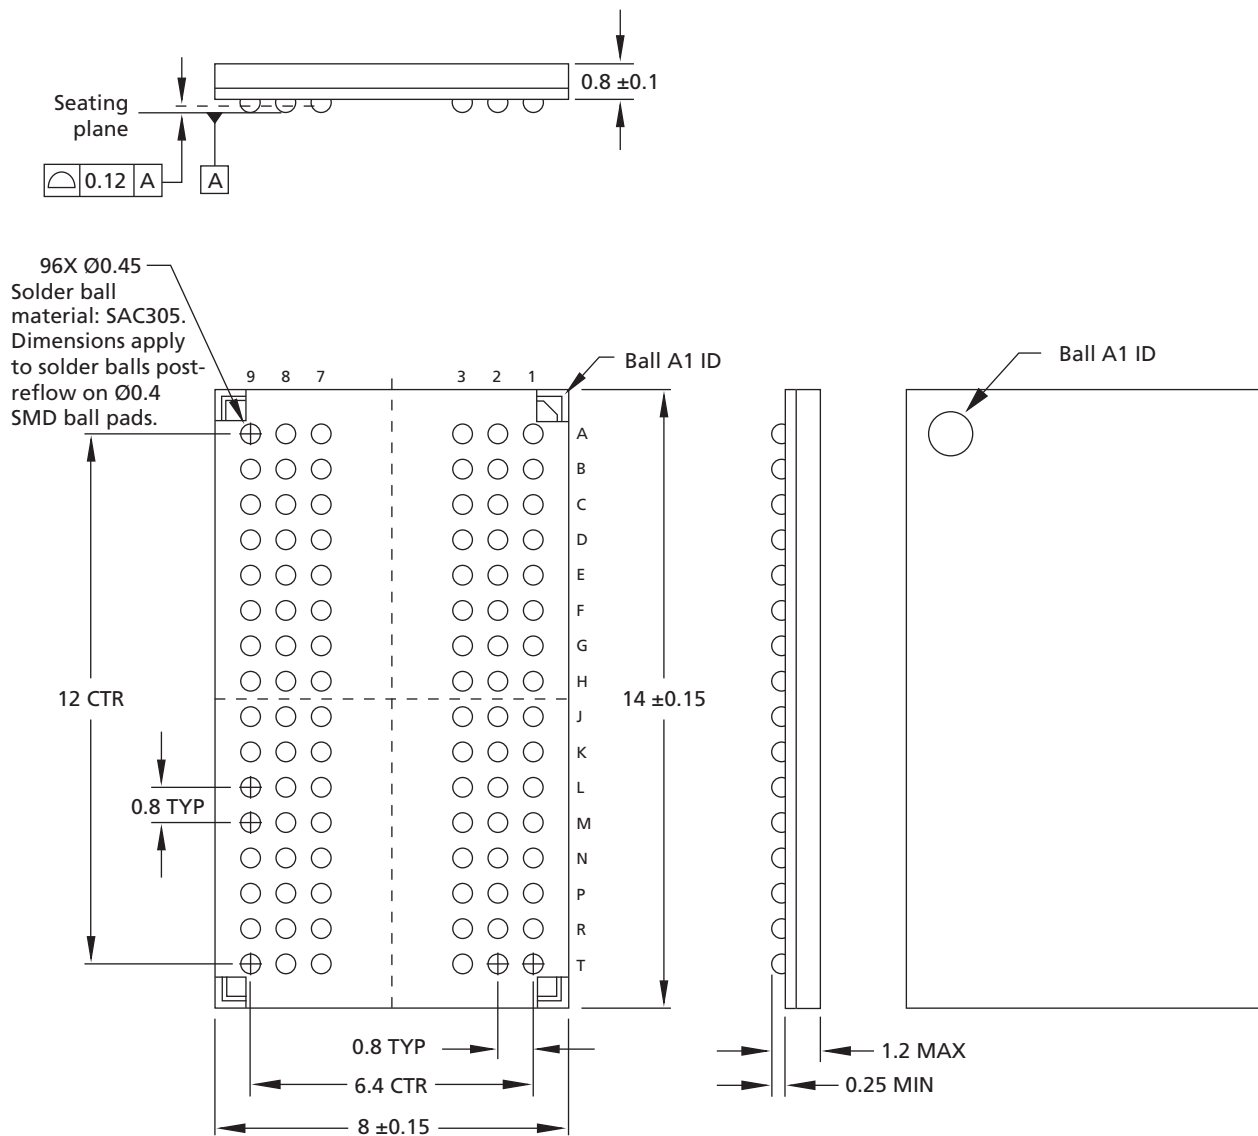 0.8 ±0.1
Seating
plane
0.12 A
A
96X Ø0.45
Solder ball
material: SAC305.
Dimensions apply
to solder balls post-
reflow on Ø0.4
SMD ball pads.
Ball A1 ID
Ball A1 ID
9 8 7 3 2 1
A
B
C
D
E
F
G
H
12 CTR
14 ±0.15
J
K
L
0.8 TYP
M
N
P
R
T
0.8 TYP
1.2 MAX
6.4 CTR
0.25 MIN
8 ±0.15